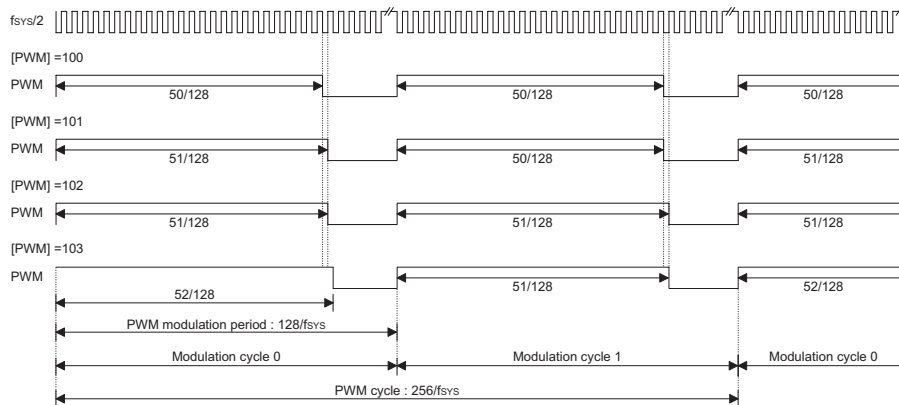 fSYS/2
[PWM] =100
PWM
50/128 50/128 50/128
[PWM] =101
PWM
51/128 50/128 51/128
[PWM] =102
PWM
51/128 51/128 51/128
[PWM] =103
PWM
52/128 51/128 52/128
PWM modulation period : 128/fSYS
Modulation cycle 0 Modulation cycle 1 Modulation cycle 0
PWM cycle : 256/fSYS